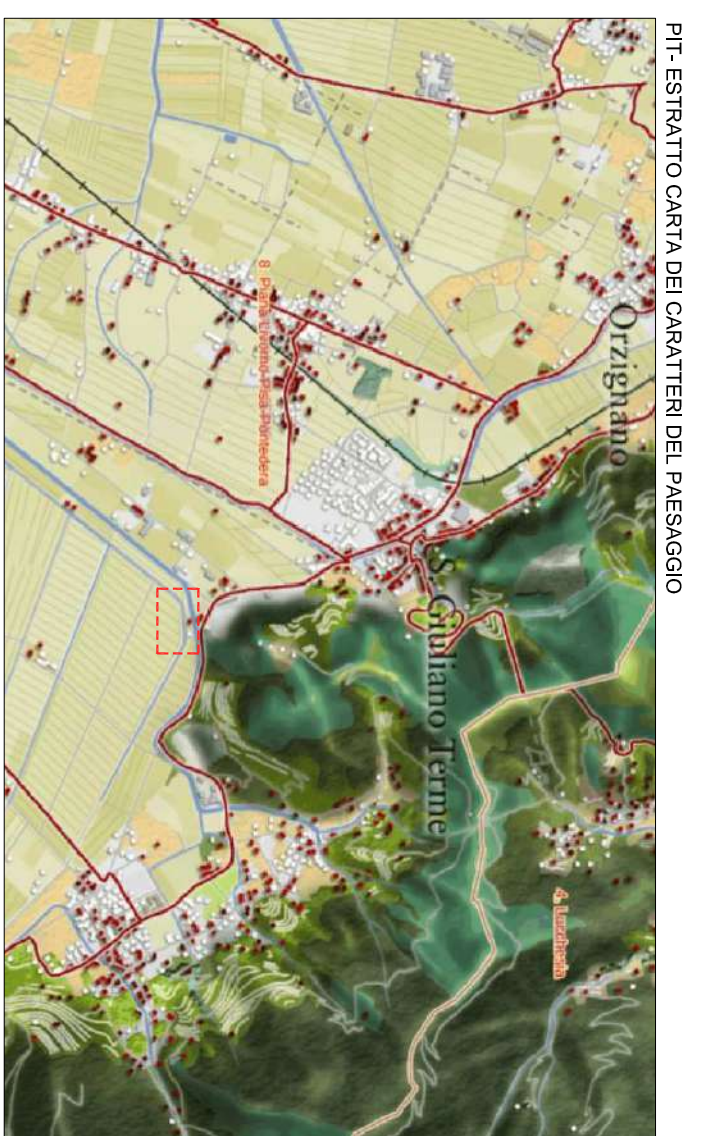 PIT- ESTRATTO CARTA DEI CARATTERI DEL PAESAGGIO
Orzignano
S. Giuliano Terme
8. Piana Livorno-Pisa-Pontedera
4. Lucchesia